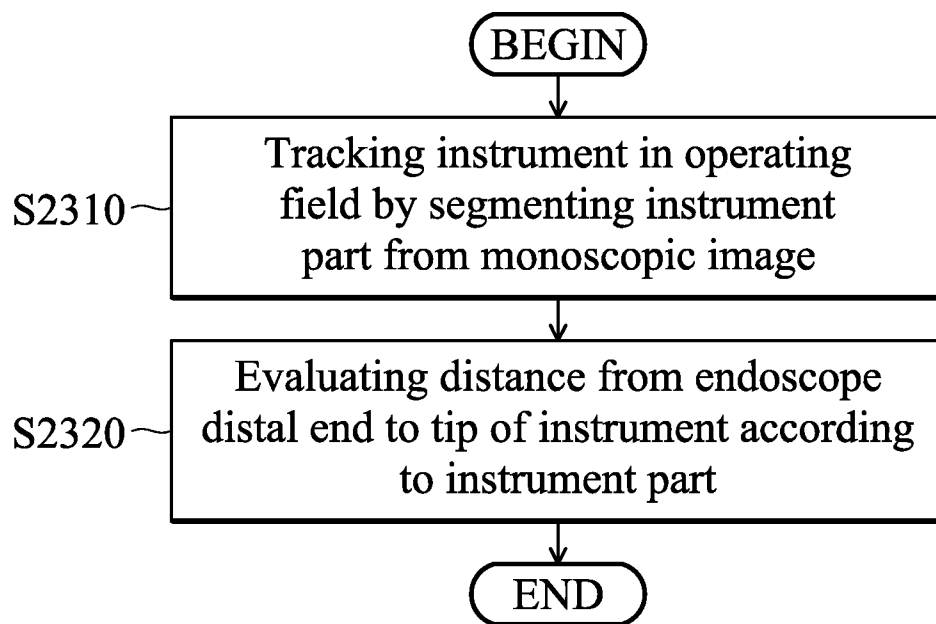 BEGIN
S2310
Tracking instrument in operating
field by segmenting instrument
part from monoscopic image
S2320
Evaluating distance from endoscope
distal end to tip of instrument according
to instrument part
END